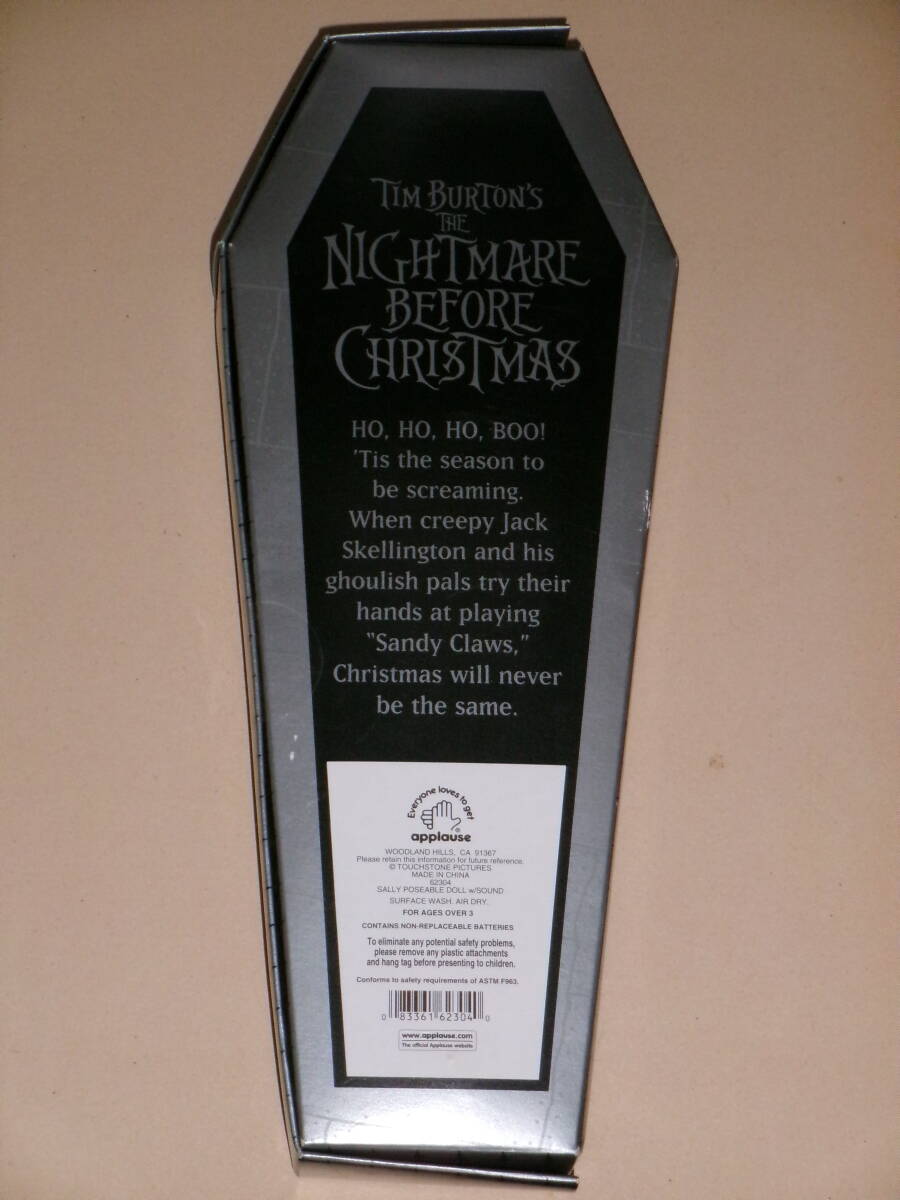 TIM BURTON'S
THE
NIGHTMARE
BEFORE
CHRISTMAS
HO, HO, HO, BOO!
'Tis the season to
be screaming.
When creepy Jack
Skellington and his
ghoulish pals try their
hands at playing
"Sandy Claws,"
Christmas will never
be the same.
Everyone loves to get
applause
WOODLAND HILLS, CA 91367
Please retain this information for future reference.
© TOUCHSTONE PICTURES
MADE IN CHINA
62304
SALLY POSEABLE DOLL w/SOUND
SURFACE WASH. AIR DRY.
FOR AGES OVER 3
CONTAINS NON-REPLACEABLE BATTERIES
To eliminate any potential safety problems,
please remove any plastic attachments
and hang tag before presenting to children.
Conforms to safety requirements of ASTM F963.
0 83361 62304 0
www.applause.com
The official Applause website